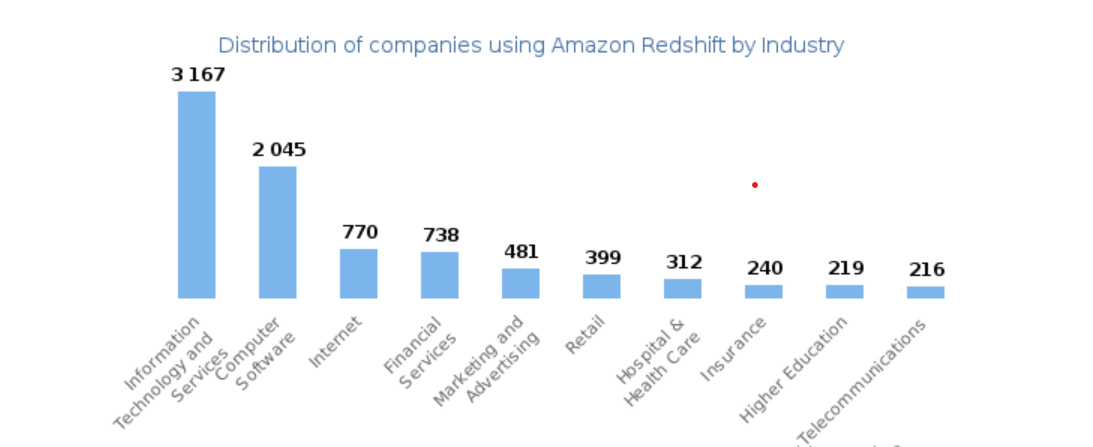 Distribution of companies using Amazon Redshift by Industry
3 167
2 045
770
738
481
399
312
240
219
216
Information
Technology and
Services
Computer
Software
Internet
Financial
Services
Marketing and
Advertising
Retail
Hospital &
Health Care
Insurance
Higher Education
Telecommunications